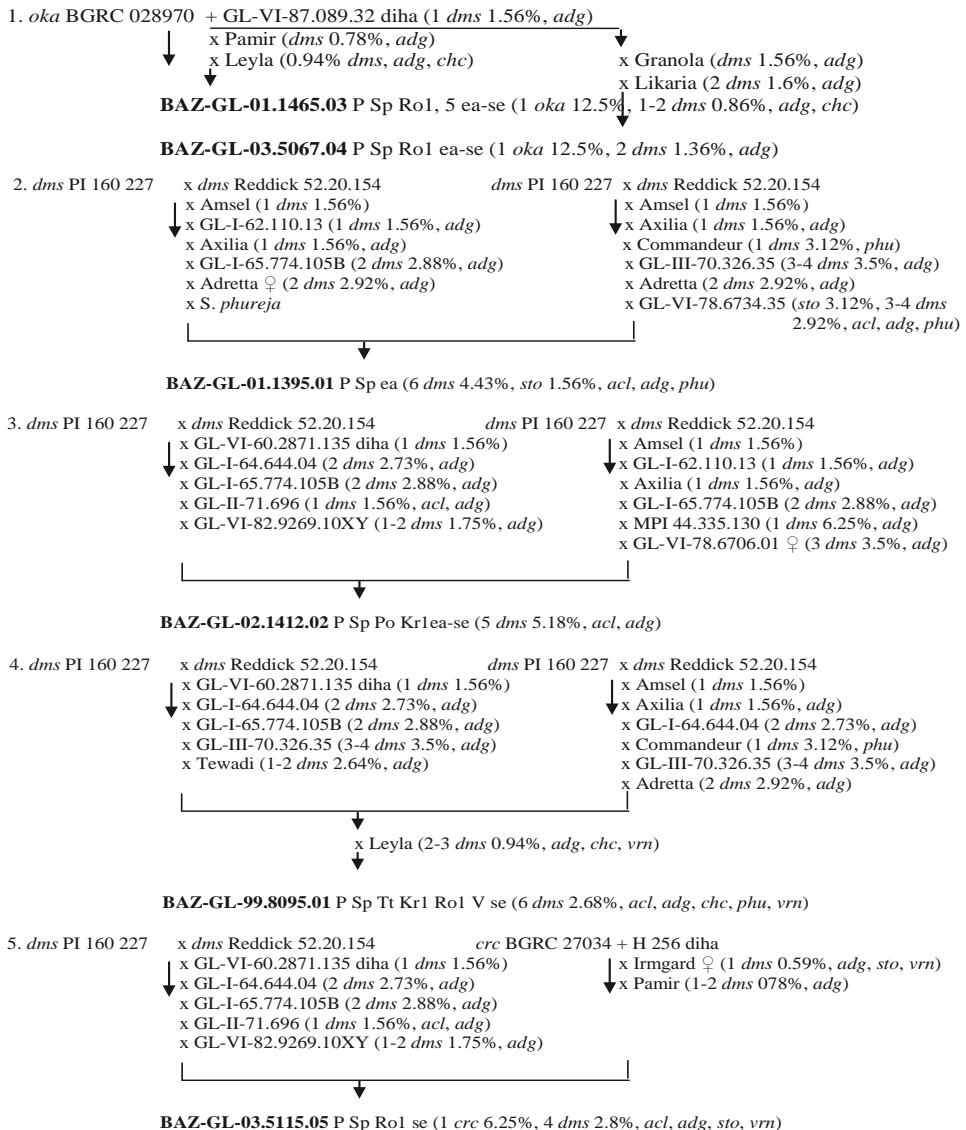 1. oka BGRC 028970 + GL-VI-87.089.32 diha (1 dms 1.56%, adg)
x Pamir (dms 0.78%, adg)
x Leyla (0.94% dms, adg, chc)
x Granola (dms 1.56%, adg)
x Likaria (2 dms 1.6%, adg)
BAZ-GL-01.1465.03 P Sp Ro1, 5 ea-se (1 oka 12.5%, 1-2 dms 0.86%, adg, chc)
BAZ-GL-03.5067.04 P Sp Ro1 ea-se (1 oka 12.5%, 2 dms 1.36%, adg)
2. dms PI 160 227 x dms Reddick 52.20.154
x Amsel (1 dms 1.56%)
x GL-I-62.110.13 (1 dms 1.56%, adg)
x Axilia (1 dms 1.56%, adg)
x GL-I-65.774.105B (2 dms 2.88%, adg)
x Adretta ♀ (2 dms 2.92%, adg)
x S. phureja
dms PI 160 227 x dms Reddick 52.20.154
x Amsel (1 dms 1.56%)
x Axilia (1 dms 1.56%, adg)
x Commandeur (1 dms 3.12%, phu)
x GL-III-70.326.35 (3-4 dms 3.5%, adg)
x Adretta (2 dms 2.92%, adg)
x GL-VI-78.6734.35 (sto 3.12%, 3-4 dms
2.92%, acl, adg, phu)
BAZ-GL-01.1395.01 P Sp ea (6 dms 4.43%, sto 1.56%, acl, adg, phu)
3. dms PI 160 227 x dms Reddick 52.20.154
x GL-VI-60.2871.135 diha (1 dms 1.56%)
x GL-I-64.644.04 (2 dms 2.73%, adg)
x GL-I-65.774.105B (2 dms 2.88%, adg)
x GL-II-71.696 (1 dms 1.56%, acl, adg)
x GL-VI-82.9269.10XY (1-2 dms 1.75%, adg)
dms PI 160 227 x dms Reddick 52.20.154
x Amsel (1 dms 1.56%)
x GL-I-62.110.13 (1 dms 1.56%, adg)
x Axilia (1 dms 1.56%, adg)
x GL-I-65.774.105B (2 dms 2.88%, adg)
x MPI 44.335.130 (1 dms 6.25%, adg)
x GL-VI-78.6706.01 ♀ (3 dms 3.5%, adg)
BAZ-GL-02.1412.02 P Sp Po Kr1ea-se (5 dms 5.18%, acl, adg)
4. dms PI 160 227 x dms Reddick 52.20.154
x GL-VI-60.2871.135 diha (1 dms 1.56%)
x GL-I-64.644.04 (2 dms 2.73%, adg)
x GL-I-65.774.105B (2 dms 2.88%, adg)
x GL-III-70.326.35 (3-4 dms 3.5%, adg)
x Tewadi (1-2 dms 2.64%, adg)
dms PI 160 227 x dms Reddick 52.20.154
x Amsel (1 dms 1.56%)
x Axilia (1 dms 1.56%, adg)
x GL-I-64.644.04 (2 dms 2.73%, adg)
x Commandeur (1 dms 3.12%, phu)
x GL-III-70.326.35 (3-4 dms 3.5%, adg)
x Adretta (2 dms 2.92%, adg)
x Leyla (2-3 dms 0.94%, adg, chc, vrn)
BAZ-GL-99.8095.01 P Sp Tt Kr1 Ro1 V se (6 dms 2.68%, acl, adg, chc, phu, vrn)
5. dms PI 160 227 x dms Reddick 52.20.154
x GL-VI-60.2871.135 diha (1 dms 1.56%)
x GL-I-64.644.04 (2 dms 2.73%, adg)
x GL-I-65.774.105B (2 dms 2.88%, adg)
x GL-II-71.696 (1 dms 1.56%, acl, adg)
x GL-VI-82.9269.10XY (1-2 dms 1.75%, adg)
crc BGRC 27034 + H 256 diha
x Irmgard ♀ (1 dms 0.59%, adg, sto, vrn)
x Pamir (1-2 dms 078%, adg)
BAZ-GL-03.5115.05 P Sp Ro1 se (1 crc 6.25%, 4 dms 2.8%, acl, adg, sto, vrn)